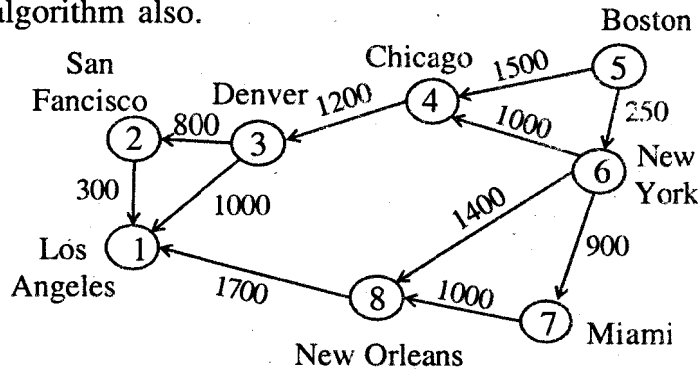 algorithm also.
Boston
San
Fancisco
Denver
Chicago
1500
5
1200
4
250
800
1000
2
3
6
New
York
300
1000
1400
900
Los
Angeles
1
1700
8
1000
7
Miami
New Orleans